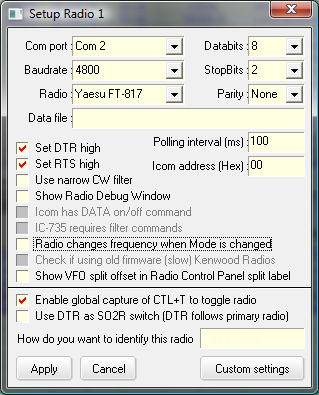 Setup Radio 1
Com port : Com 2 Databits : 8
Baudrate : 4800 StopBits : 2
Radio : Yaesu FT-817 Parity : None
Data file :
Set DTR high Polling interval (ms) : 100
Set RTS high Icom address (Hex) : 00
Use narrow CW filter
Show Radio Debug Window
Icom has DATA on/off command
IC-735 requires filter commands
Radio changes frequency when Mode is changed
Check if using old firmware (slow) Kenwood Radios
Show VFO split offset in Radio Control Panel split label
Enable global capture of CTL+T to toggle radio
Use DTR as SO2R switch (DTR follows primary radio)
How do you want to identify this radio
Apply Cancel Custom settings